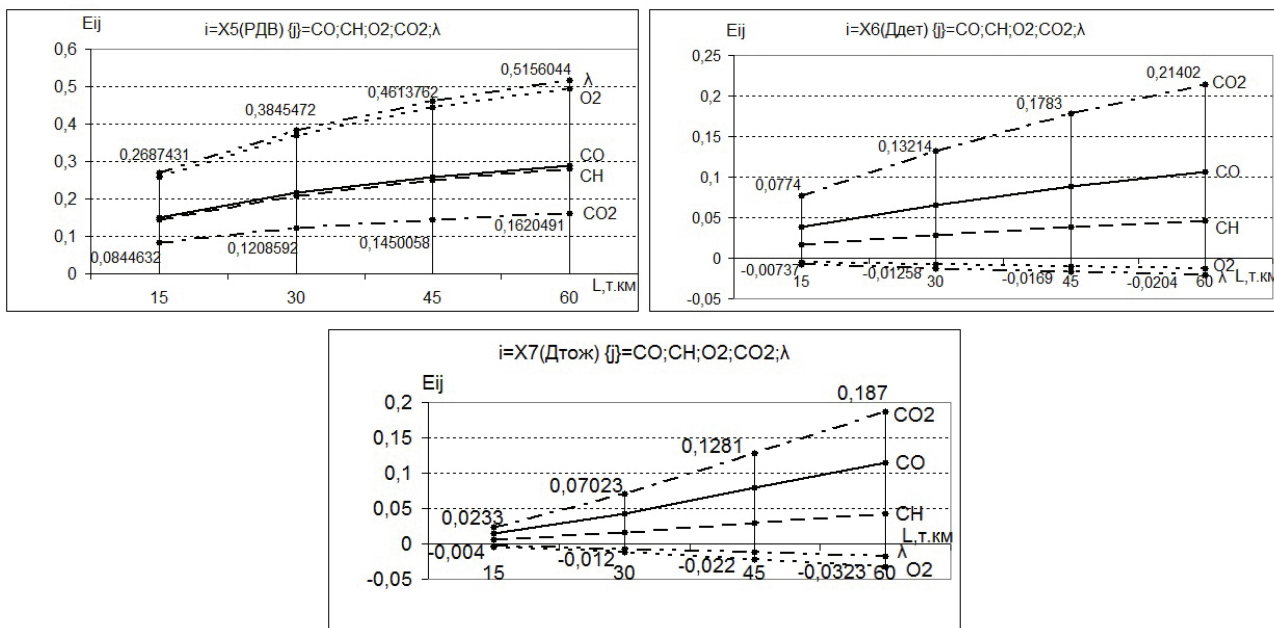 Eij
i=X5(РДВ) {j}=CO;CH;O2;CO2;λ
0,6
0,5
0,4
0,3
0,2
0,1
0
0,2687431
0,3845472
0,4613762
0,5156044
λ
O2
CO
CH
CO2
0,0844632
0,1208592
0,1450058
0,1620491
15
30
45
60
L,т.км
Eij
i=X6(Ддет) {j}=CO;CH;O2;CO2;λ
0,25
0,2
0,15
0,1
0,05
0
-0,05
0,0774
0,13214
0,1783
0,21402
CO2
CO
CH
O2
λ
-0,00737
-0,01258
-0,0169
-0,0204
15
30
45
60
L,т.км
i=X7(Дтож) {j}=CO;CH;O2;CO2;λ
Eij
0,2
0,15
0,1
0,05
0
-0,05
0,0233
0,07023
0,1281
0,187
CO2
CO
CH
L,т.км
λ
O2
-0,004
-0,012
-0,022
-0,0323
15
30
45
60